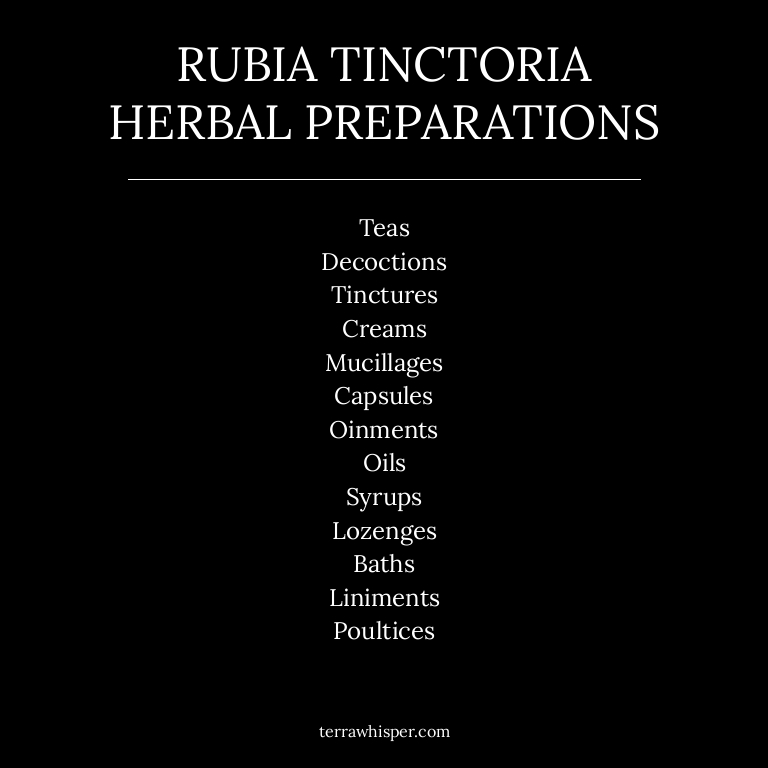 RUBIA TINCTORIA
HERBAL PREPARATIONS
Teas
Decoctions
Tinctures
Creams
Mucillages
Capsules
Oinments
Oils
Syrups
Lozenges
Baths
Liniments
Poultices
terrawhisper.com